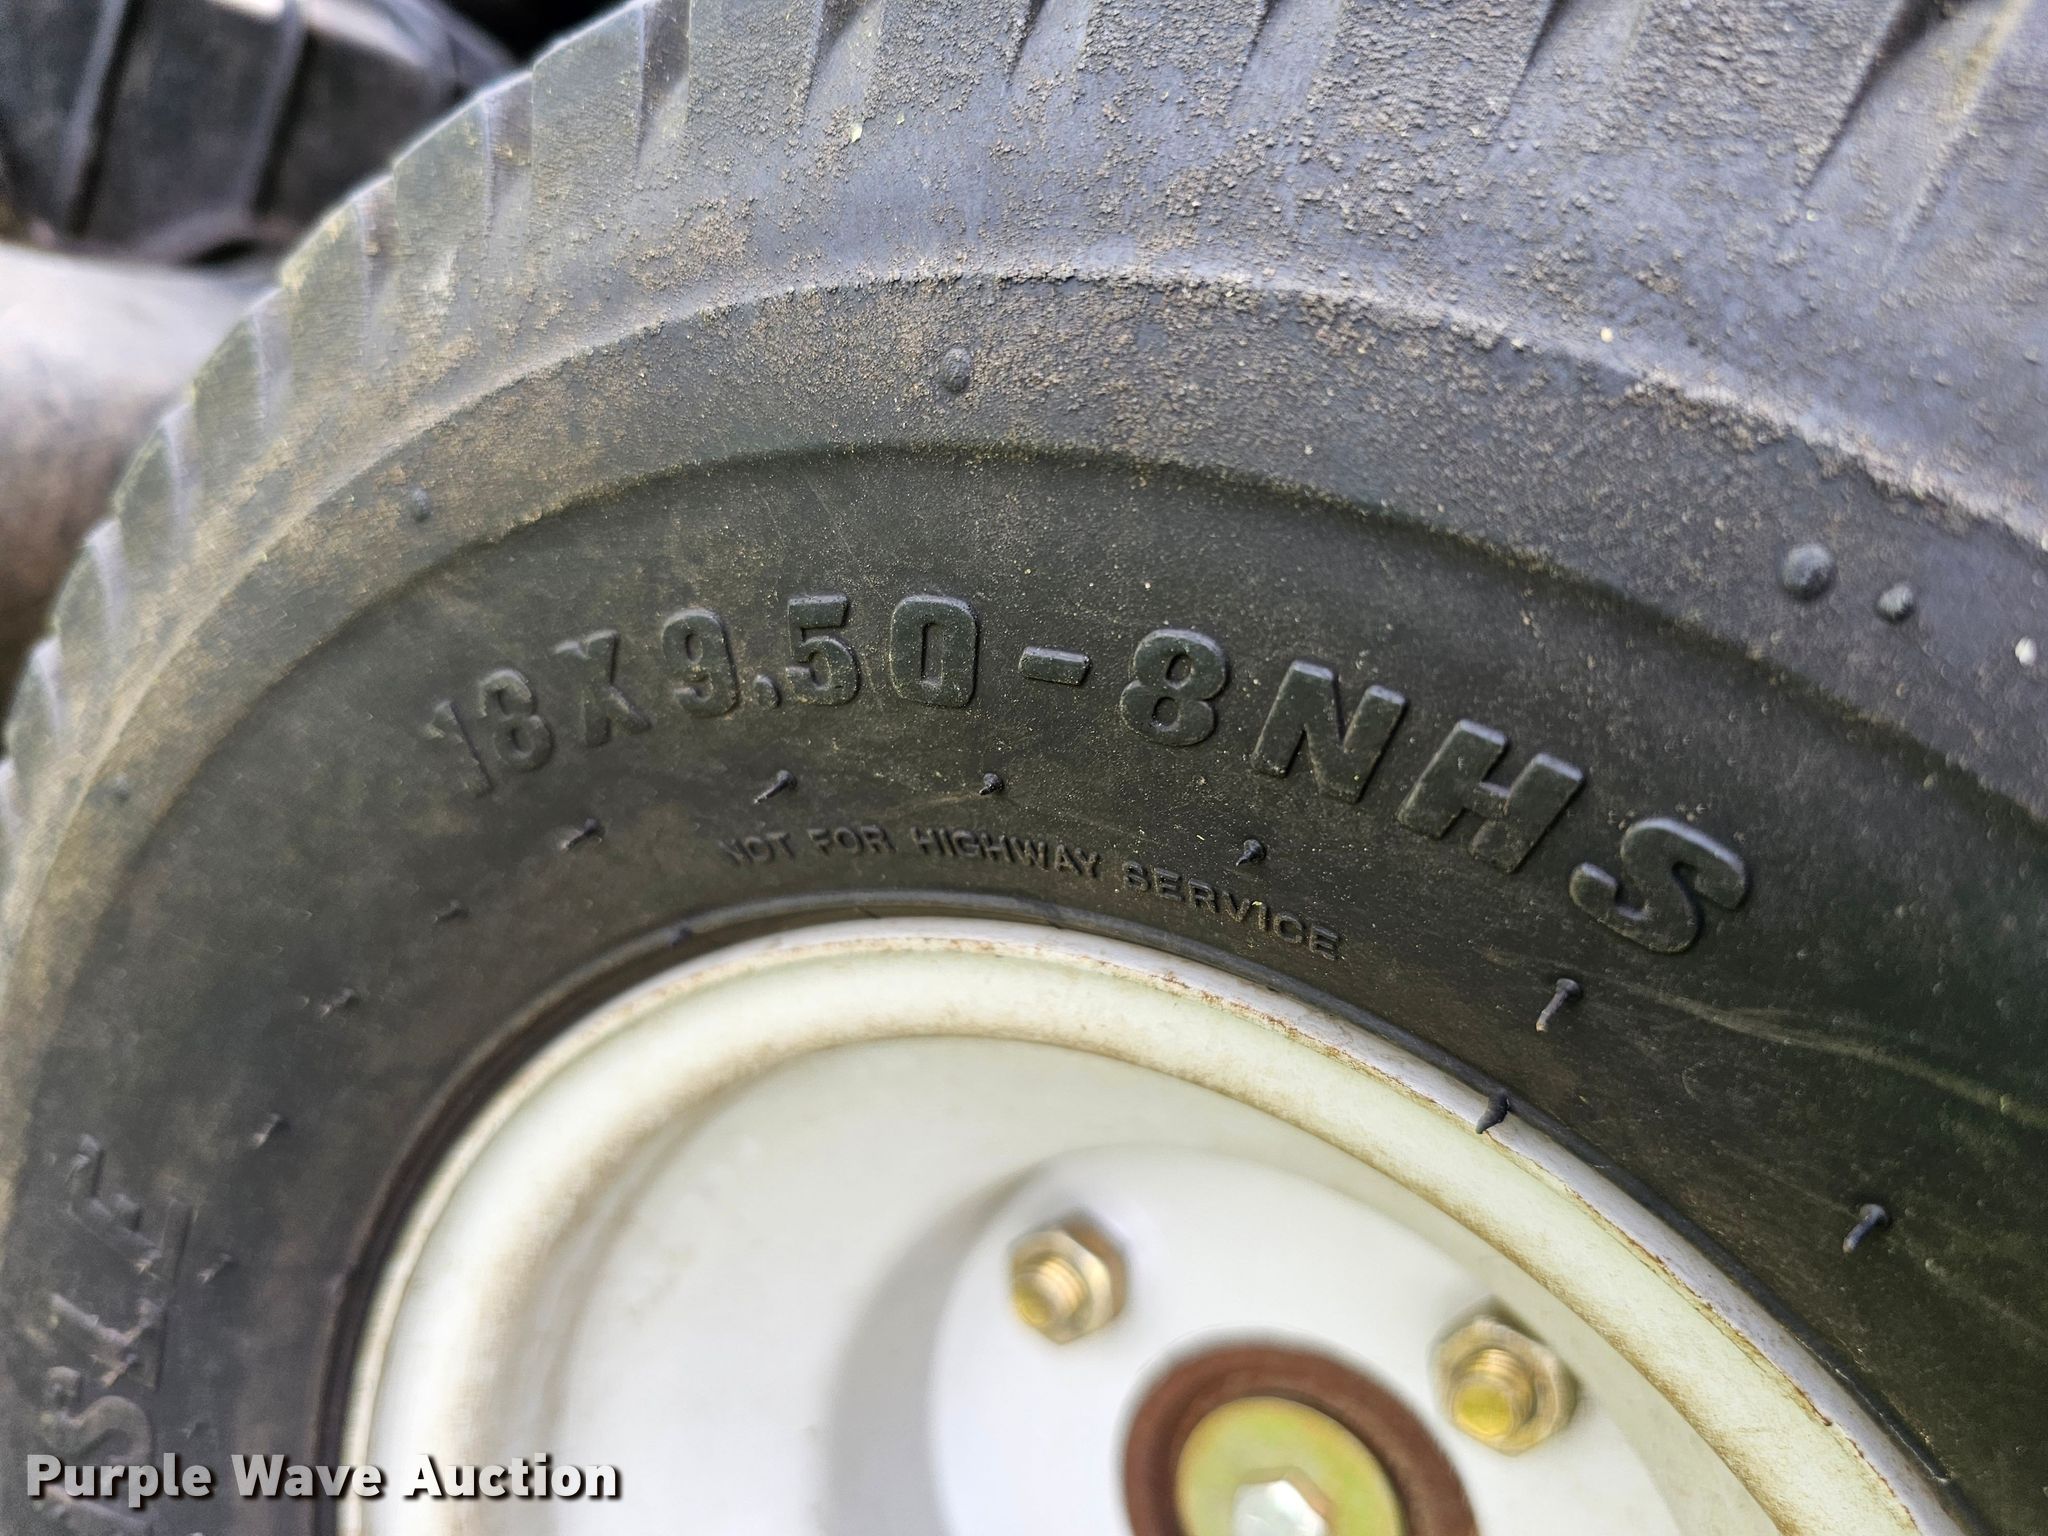 18X9.50-8NHS
NOT FOR HIGHWAY SERVICE
Purple Wave Auction